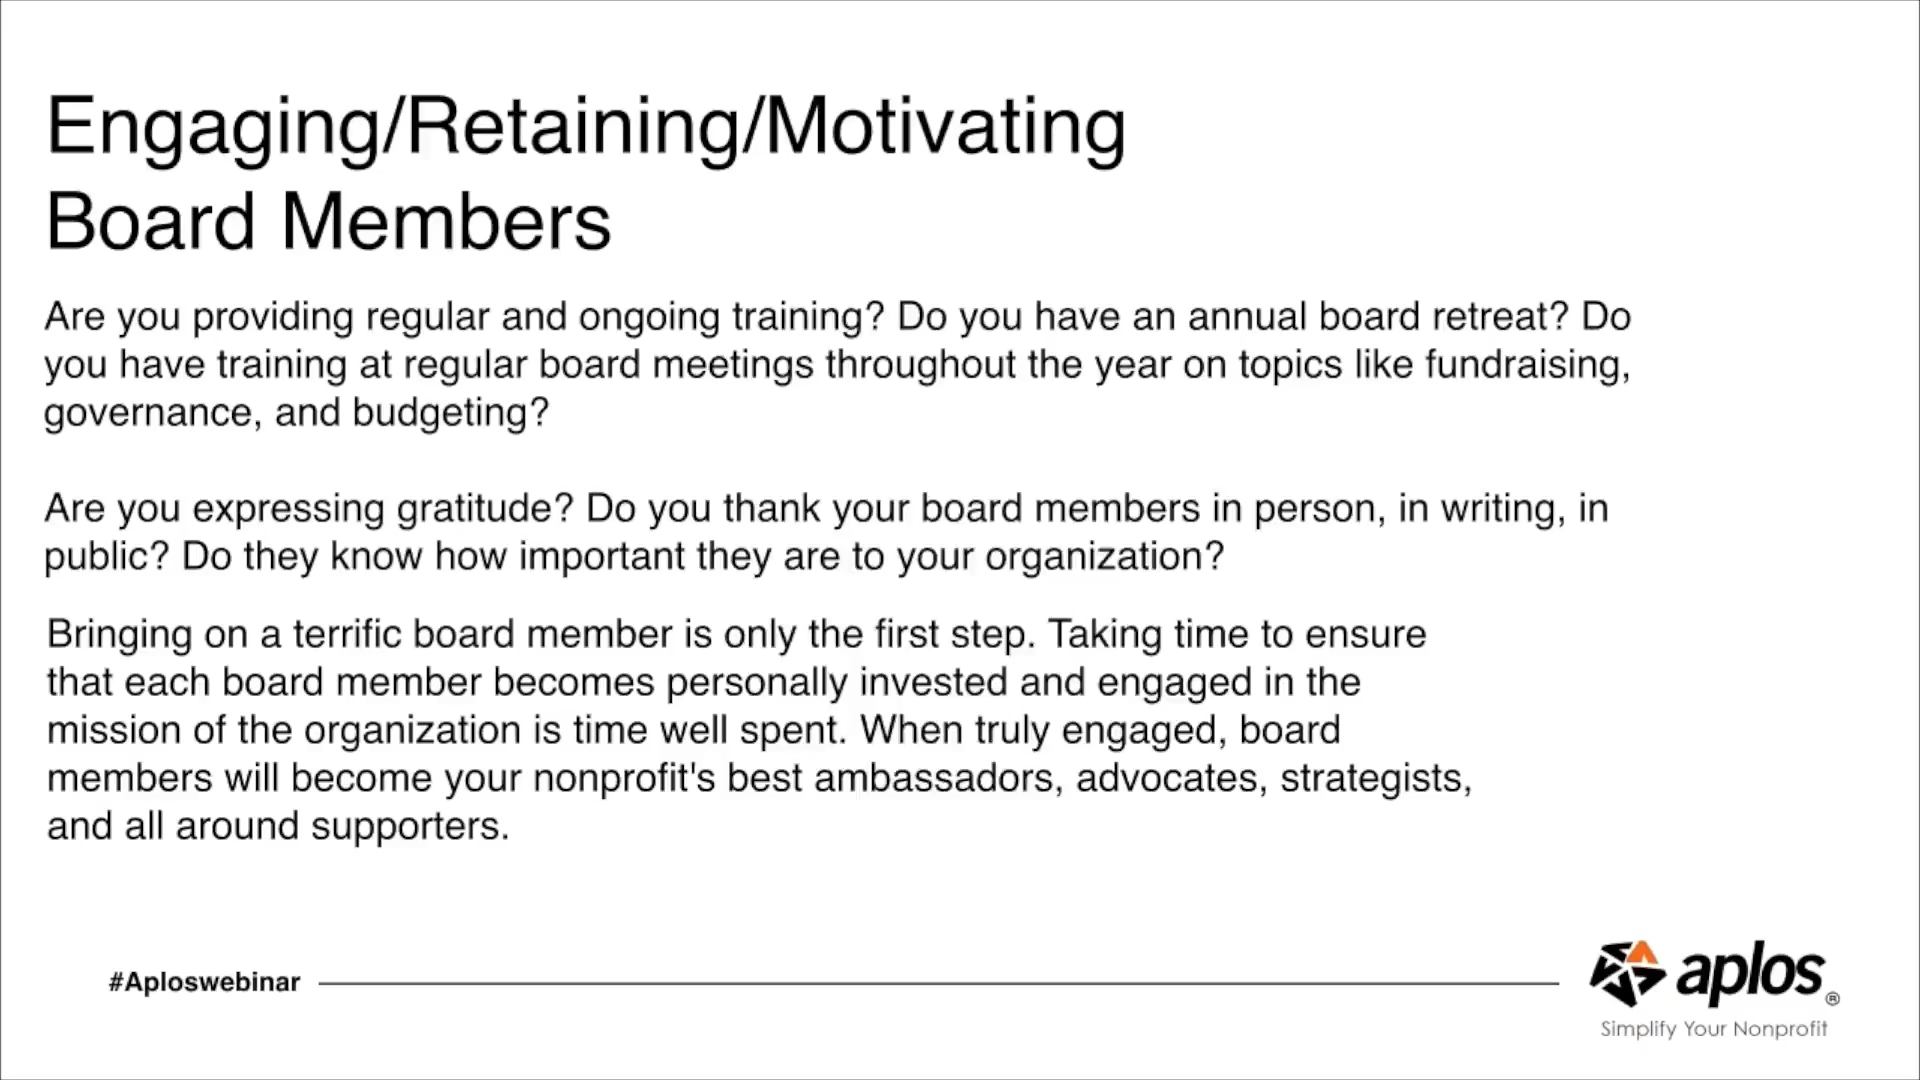 Engaging/Retaining/Motivating
Board Members
Are you providing regular and ongoing training? Do you have an annual board retreat? Do
you have training at regular board meetings throughout the year on topics like fundraising,
governance, and budgeting?
Are you expressing gratitude? Do you thank your board members in person, in writing, in
public? Do they know how important they are to your organization?
Bringing on a terrific board member is only the first step. Taking time to ensure
that each board member becomes personally invested and engaged in the
mission of the organization is time well spent. When truly engaged, board
members will become your nonprofit's best ambassadors, advocates, strategists,
and all around supporters.
#Aploswebinar
aplos®
Simplify Your Nonprofit